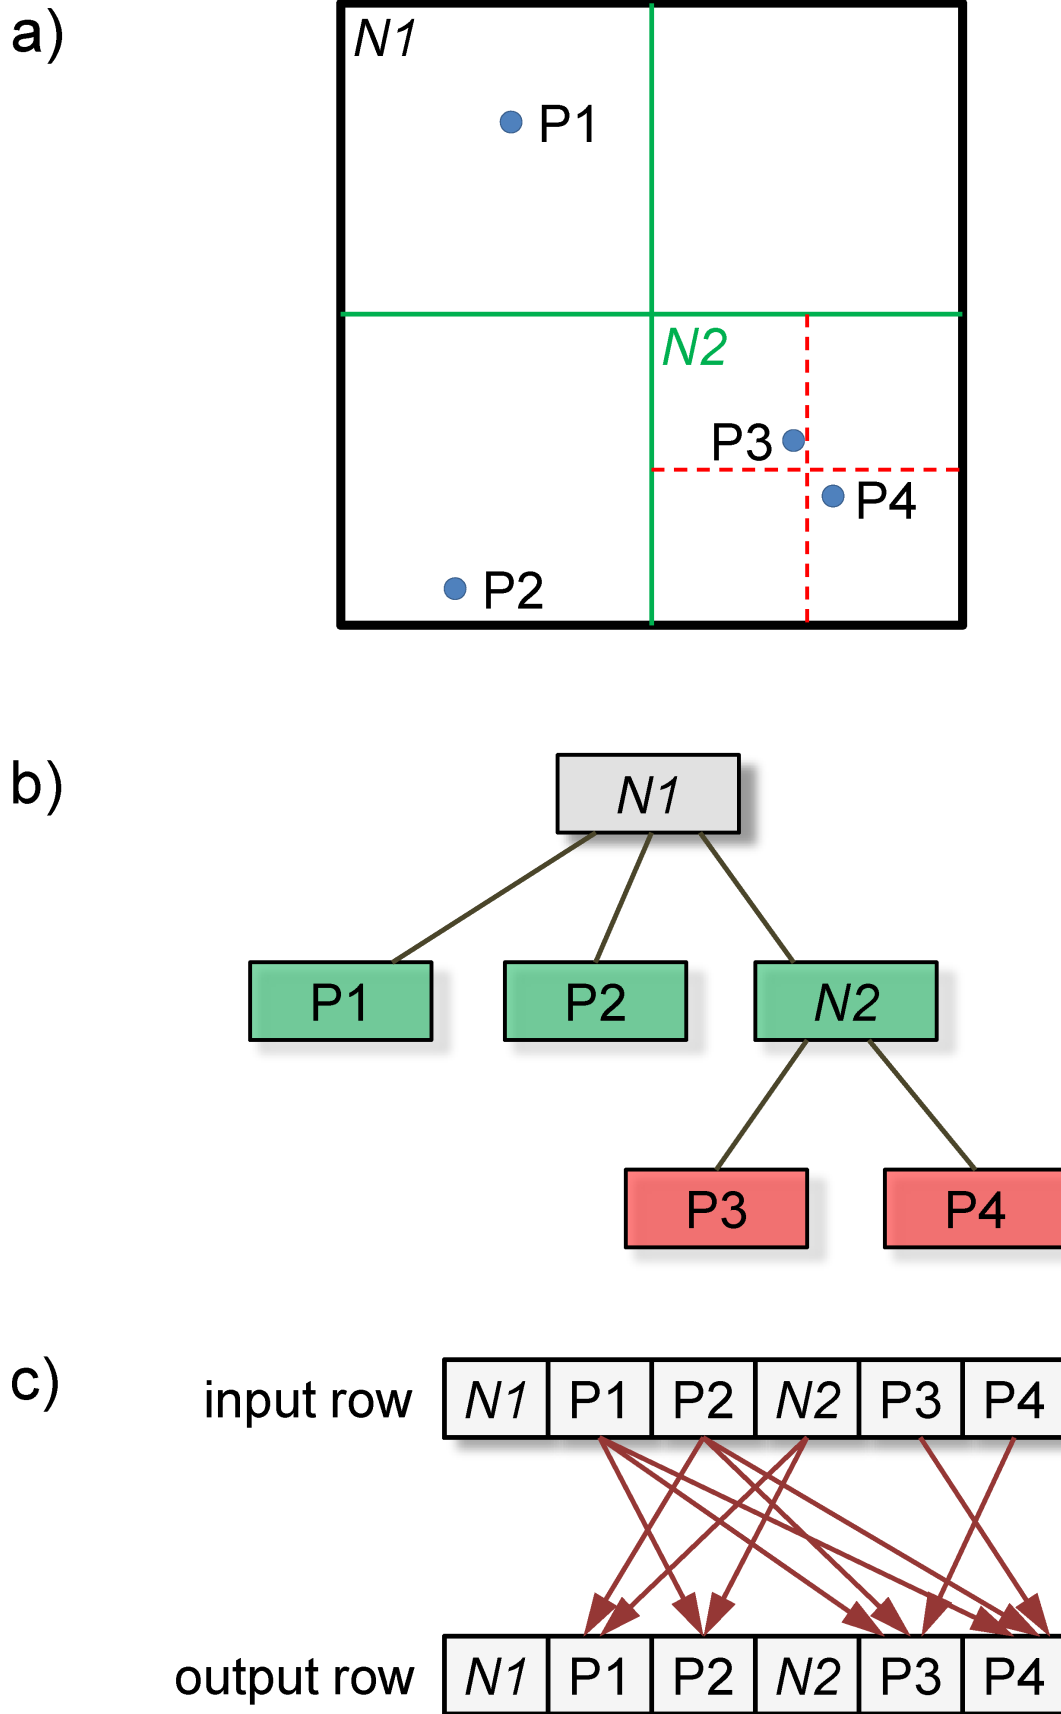 a)
N1
P1
N2
P3
P4
P2
b)
N1
P1 P2 N2
P3 P4
c)
input row N1 P1 P2 N2 P3 P4
output row N1 P1 P2 N2 P3 P4